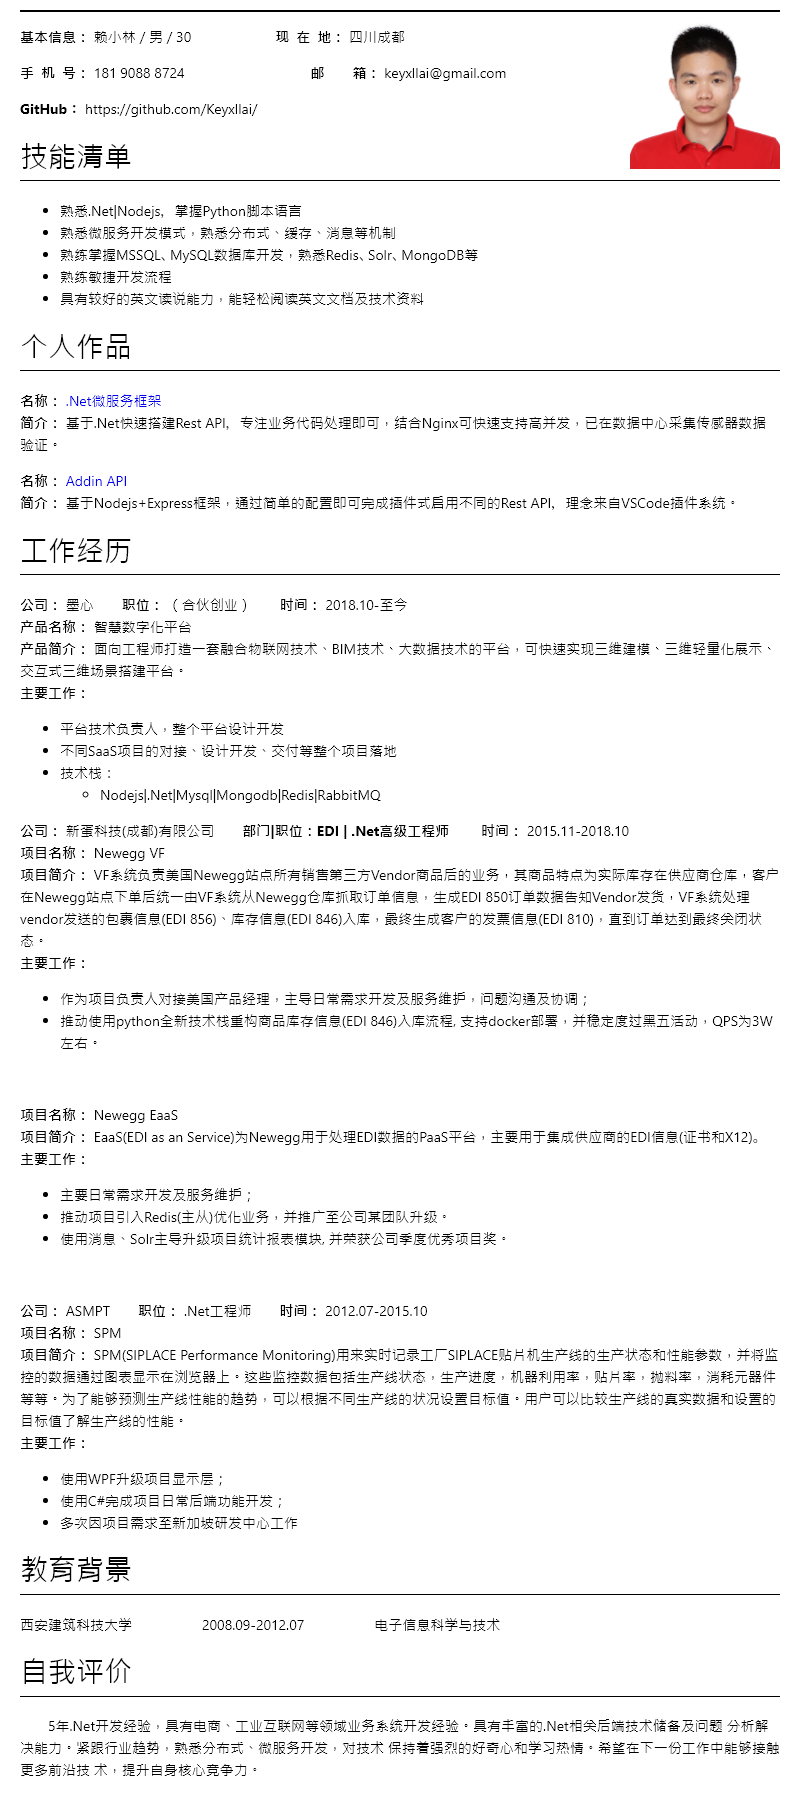 基本信息： 赖小林 / 男 / 30 现 在 地： 四川成都
手 机 号： 181 9088 8724 邮 箱： keyxllai@gmail.com
GitHub： https://github.com/Keyxllai/
技能清单
熟悉.Net|Nodejs，掌握Python脚本语言
熟悉微服务开发模式，熟悉分布式、缓存、消息等机制
熟练掌握MSSQL、MySQL数据库开发，熟悉Redis、Solr、MongoDB等
熟练敏捷开发流程
具有较好的英文读说能力，能轻松阅读英文文档及技术资料
个人作品
名称： .Net微服务框架
简介： 基于.Net快速搭建Rest API，专注业务代码处理即可，结合Nginx可快速支持高并发，已在数据中心采集传感器数据
验证。
名称： Addin API
简介： 基于Nodejs+Express框架，通过简单的配置即可完成插件式启用不同的Rest API，理念来自VSCode插件系统。
工作经历
公司： 墨心 职位： （合伙创业） 时间： 2018.10-至今
产品名称： 智慧数字化平台
产品简介： 面向工程师打造一套融合物联网技术、BIM技术、大数据技术的平台，可快速实现三维建模、三维轻量化展示、
交互式三维场景搭建平台。
主要工作：
平台技术负责人，整个平台设计开发
不同SaaS项目的对接、设计开发、交付等整个项目落地
技术栈：
Nodejs|.Net|Mysql|Mongodb|Redis|RabbitMQ
公司： 新蛋科技(成都)有限公司 部门|职位：EDI | .Net高级工程师 时间： 2015.11-2018.10
项目名称： Newegg VF
项目简介： VF系统负责美国Newegg站点所有销售第三方Vendor商品后的业务，其商品特点为实际库存在供应商仓库，客户
在Newegg站点下单后统一由VF系统从Newegg仓库抓取订单信息，生成EDI 850订单数据告知Vendor发货，VF系统处理
vendor发送的包裹信息(EDI 856)、库存信息(EDI 846)入库，最终生成客户的发票信息(EDI 810)，直到订单达到最终关闭状
态。
主要工作：
作为项目负责人对接美国产品经理，主导日常需求开发及服务维护，问题沟通及协调；
推动使用python全新技术栈重构商品库存信息(EDI 846)入库流程, 支持docker部署，并稳定度过黑五活动，QPS为3W
左右。
项目名称： Newegg EaaS
项目简介： EaaS(EDI as an Service)为Newegg用于处理EDI数据的PaaS平台，主要用于集成供应商的EDI信息(证书和X12)。
主要工作：
主要日常需求开发及服务维护；
推动项目引入Redis(主从)优化业务，并推广至公司某团队升级。
使用消息、Solr主导升级项目统计报表模块, 并荣获公司季度优秀项目奖。
公司： ASMPT 职位： .Net工程师 时间： 2012.07-2015.10
项目名称： SPM
项目简介： SPM(SIPLACE Performance Monitoring)用来实时记录工厂SIPLACE贴片机生产线的生产状态和性能参数，并将监
控的数据通过图表显示在浏览器上。这些监控数据包括生产线状态，生产进度，机器利用率，贴片率，抛料率，消耗元器件
等等。为了能够预测生产线性能的趋势，可以根据不同生产线的状况设置目标值。用户可以比较生产线的真实数据和设置的
目标值了解生产线的性能。
主要工作：
使用WPF升级项目显示层；
使用C#完成项目日常后端功能开发；
多次因项目需求至新加坡研发中心工作
教育背景
西安建筑科技大学 2008.09-2012.07 电子信息科学与技术
自我评价
5年.Net开发经验，具有电商、工业互联网等领域业务系统开发经验。具有丰富的.Net相关后端技术储备及问题 分析解
决能力。紧跟行业趋势，熟悉分布式、微服务开发，对技术 保持着强烈的好奇心和学习热情。希望在下一份工作中能够接触
更多前沿技 术，提升自身核心竞争力。